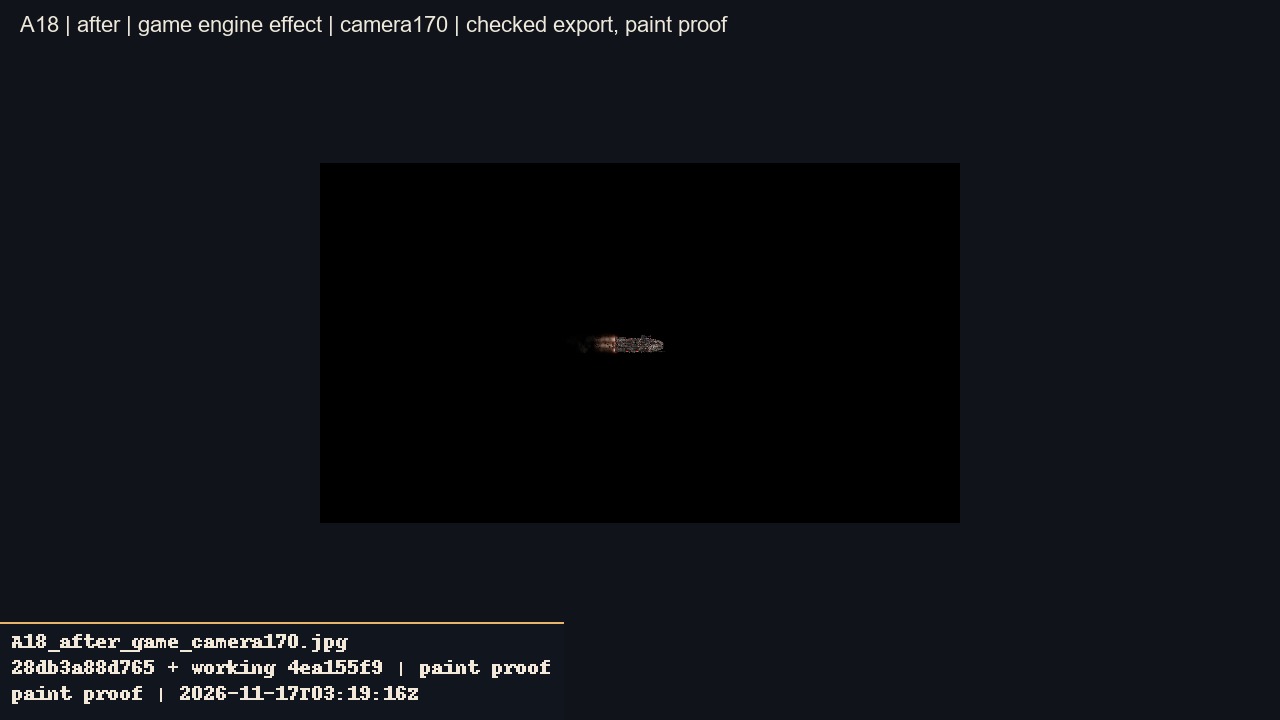 A18 | after | game engine effect | camera170 | checked export, paint proof
A18_after_game_camera170.jpg
28db3a88d765 + working 4ea155f9 | paint proof
paint proof | 2026-11-17T03:19:16Z